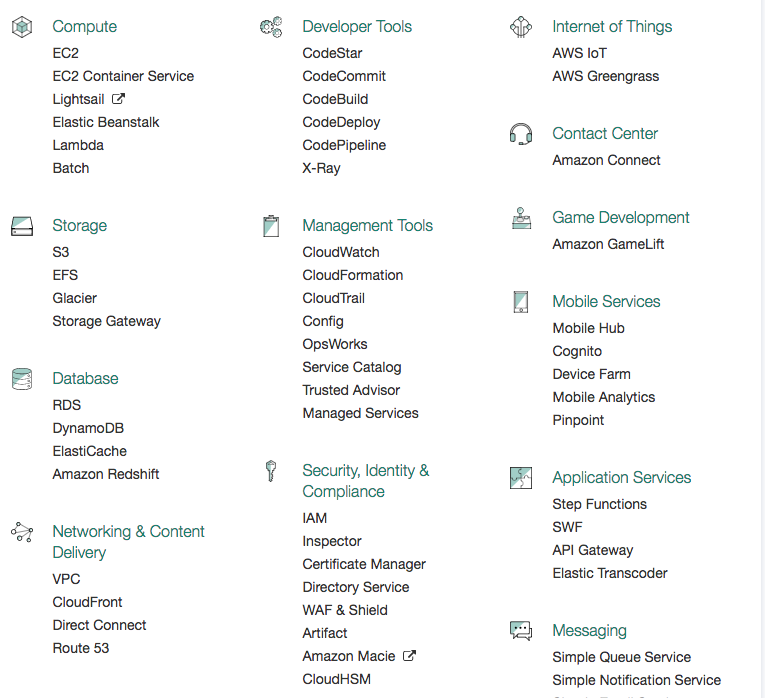 Compute
EC2
EC2 Container Service
Lightsail
Elastic Beanstalk
Lambda
Batch
Storage
S3
EFS
Glacier
Storage Gateway
Database
RDS
DynamoDB
ElastiCache
Amazon Redshift
Networking & Content
Delivery
VPC
CloudFront
Direct Connect
Route 53
Developer Tools
CodeStar
CodeCommit
CodeBuild
CodeDeploy
CodePipeline
X-Ray
Management Tools
CloudWatch
CloudFormation
CloudTrail
Config
OpsWorks
Service Catalog
Trusted Advisor
Managed Services
Security, Identity &
Compliance
IAM
Inspector
Certificate Manager
Directory Service
WAF & Shield
Artifact
Amazon Macie
CloudHSM
Internet of Things
AWS IoT
AWS Greengrass
Contact Center
Amazon Connect
Game Development
Amazon GameLift
Mobile Services
Mobile Hub
Cognito
Device Farm
Mobile Analytics
Pinpoint
Application Services
Step Functions
SWF
API Gateway
Elastic Transcoder
Messaging
Simple Queue Service
Simple Notification Service